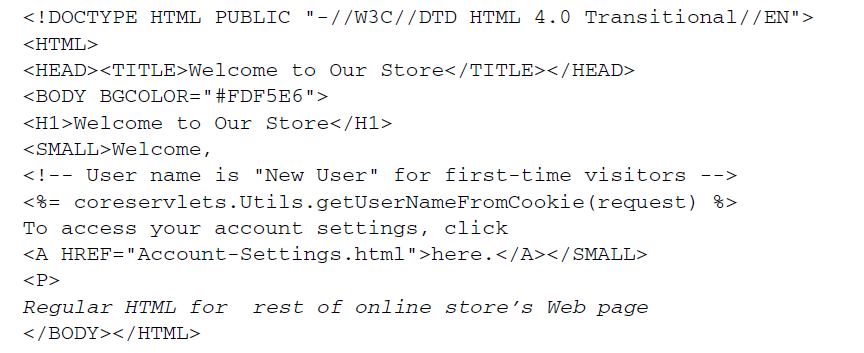 <!DOCTYPE HTML PUBLIC "-//W3C//DTD HTML 4.0 Transitional//EN">
<HTML>
<HEAD><TITLE>Welcome to Our Store</TITLE></HEAD>
<BODY BGCOLOR="#FDF5E6">
<H1>Welcome to Our Store</H1>
<SMALL>Welcome,
<!-- User name is "New User" for first-time visitors -->
<%= coreservlets.Utils.getUserNameFromCookie(request) %>
To access your account settings, click
<A HREF="Account-Settings.html">here.</A></SMALL>
<P>
Regular HTML for  rest of online store’s Web page
</BODY></HTML>